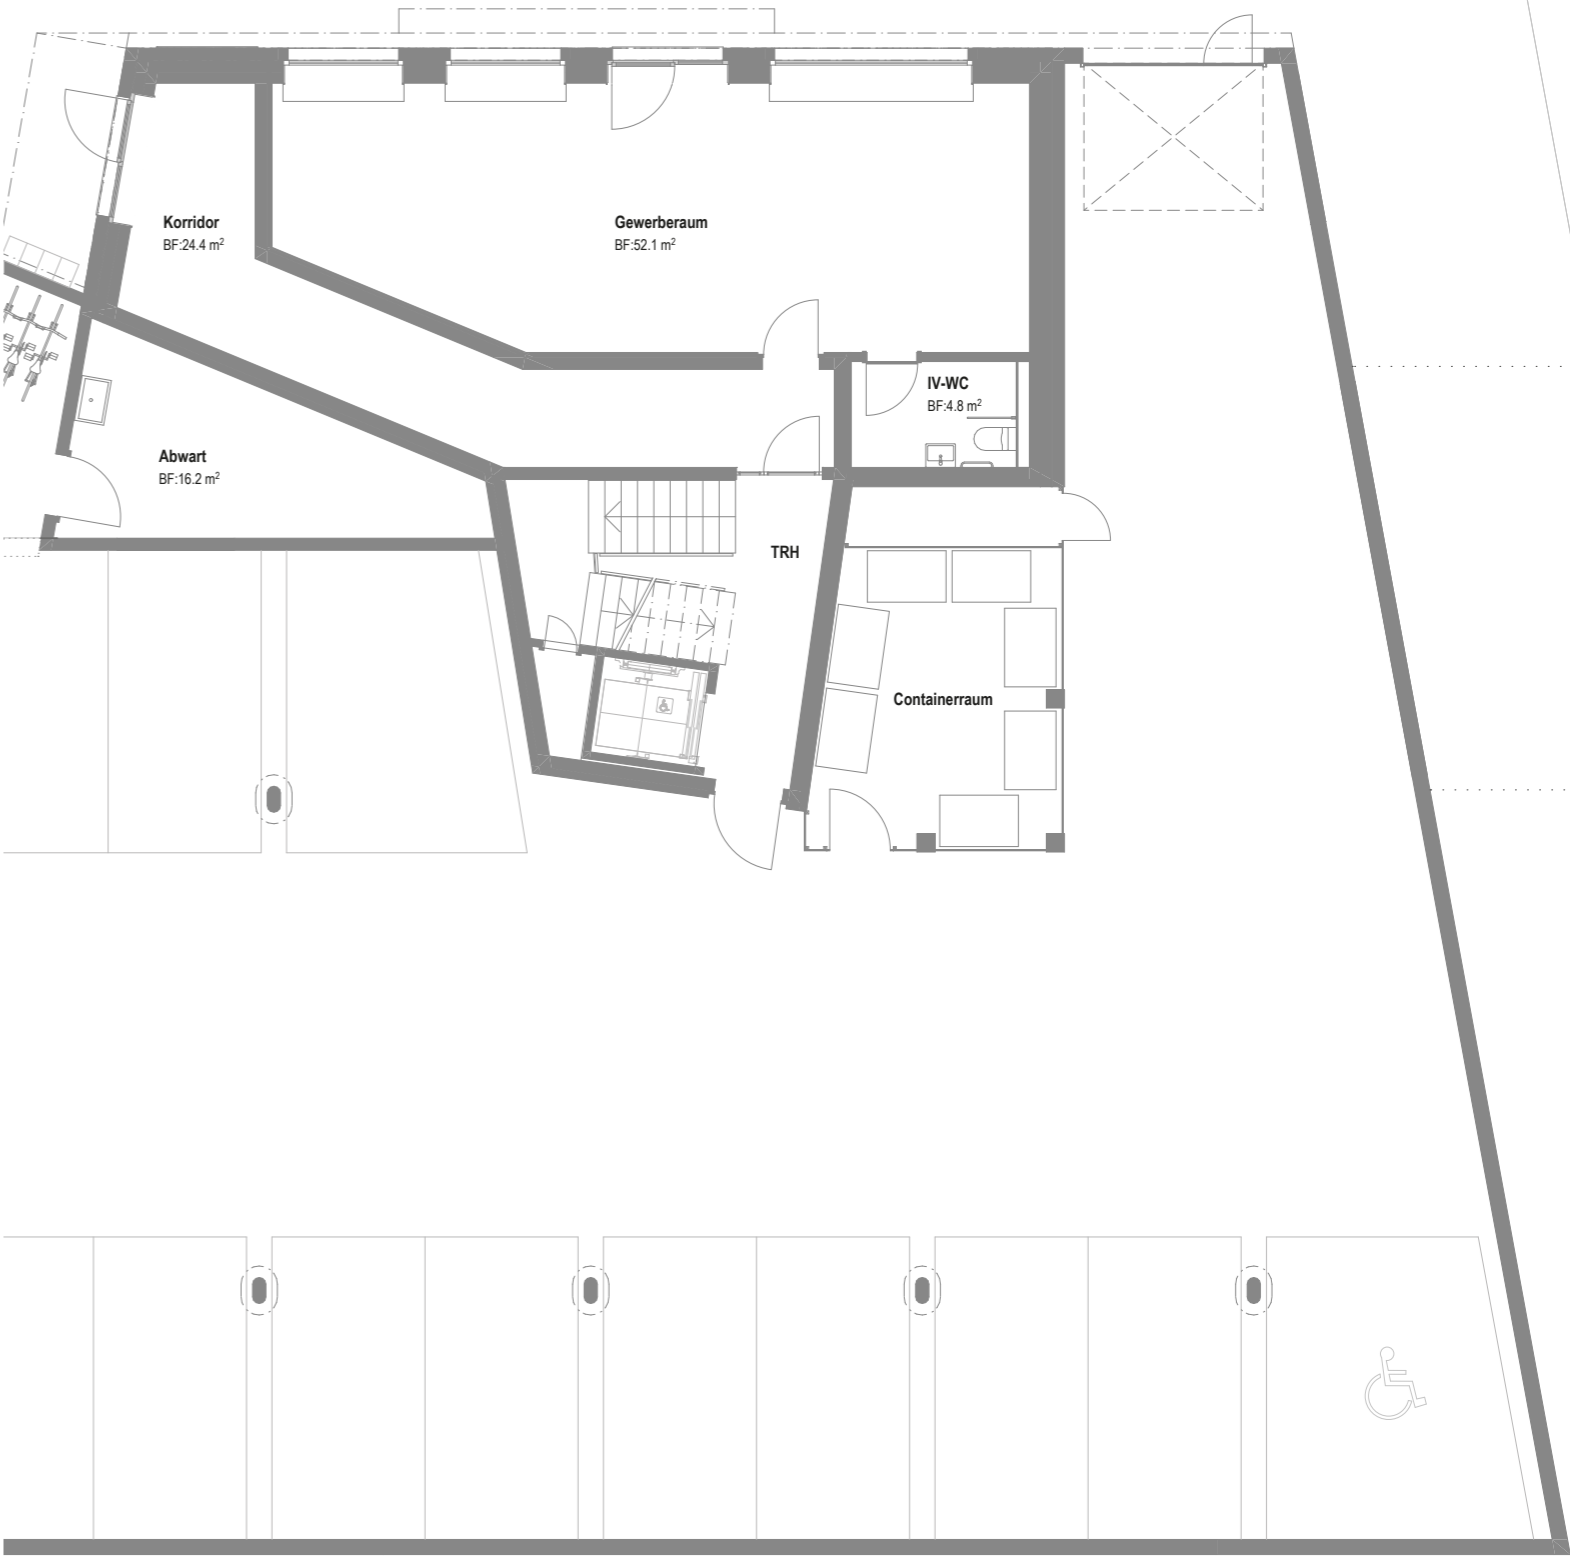 Korridor
BF:24.4 m²
Gewerberaum
BF:52.1 m²
IV-WC
BF:4.8 m²
Abwart
BF:16.2 m²
TRH
Containerraum